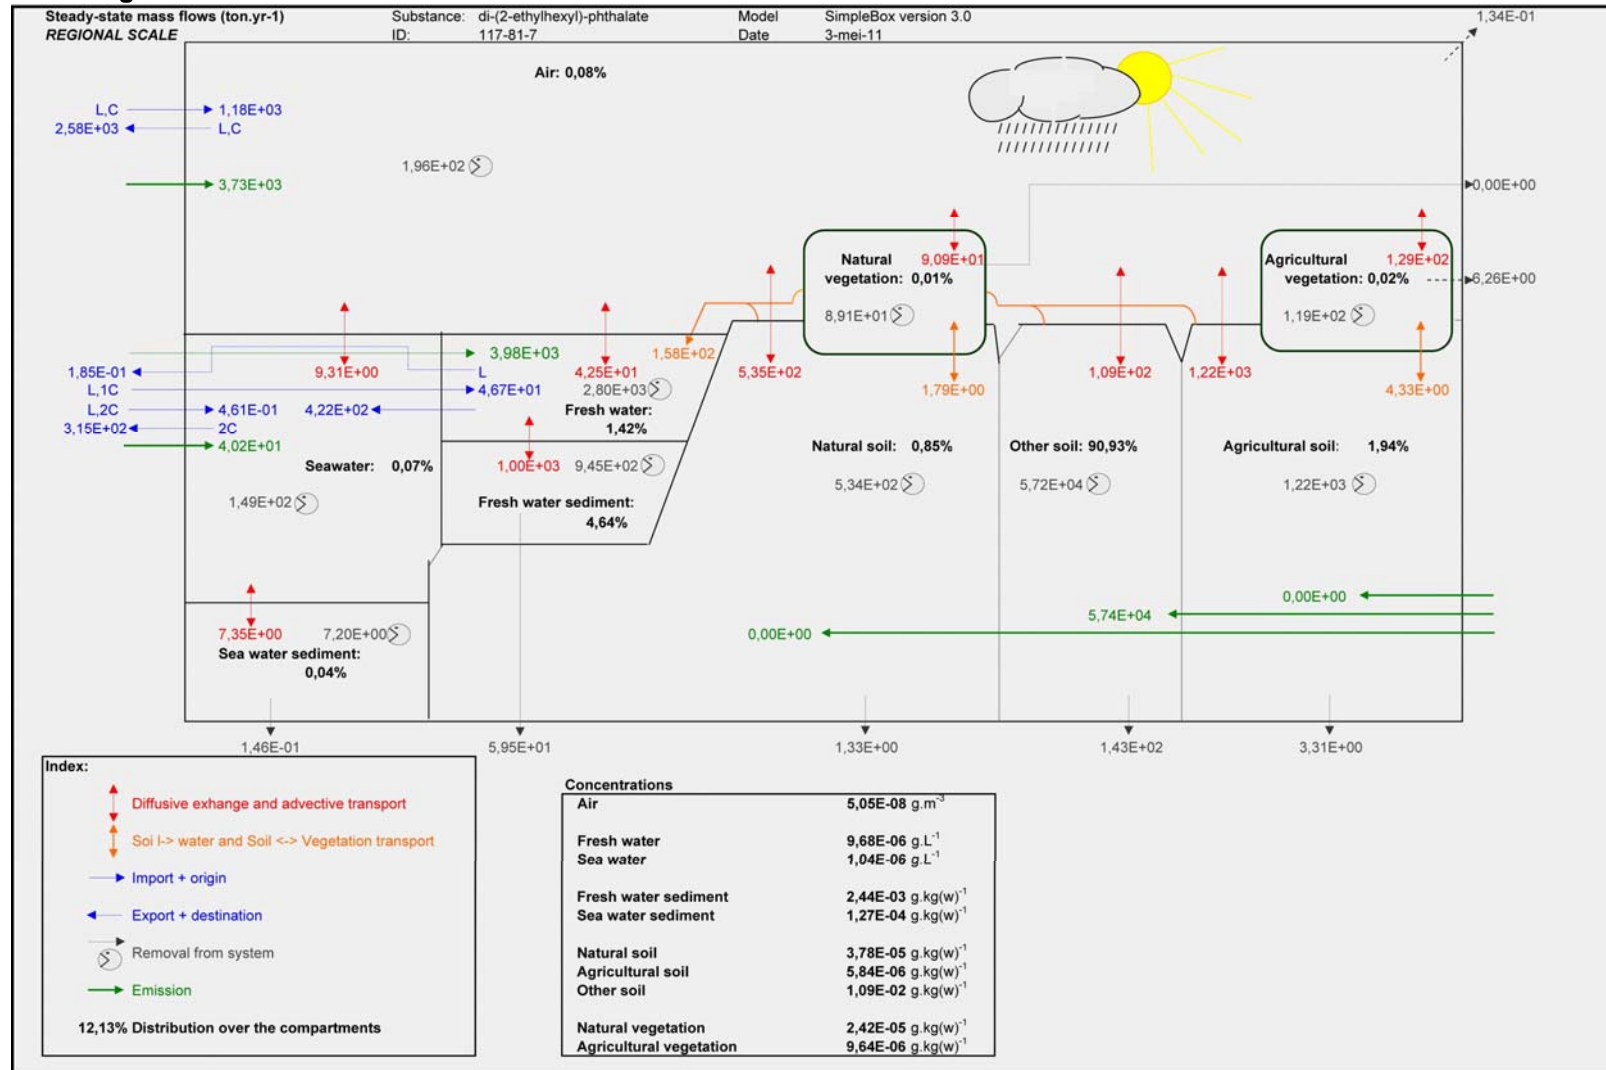 Steady-state mass flows (ton.yr-1) Substance: di-(2-ethylhexyl)-phthalate Model SimpleBox version 3.0 1,34E-01
REGIONAL SCALE ID: 117-81-7 Date 3-mei-11
Air: 0,08%
L,C 1,18E+03
2,58E+03 L,C
1,96E+02
3,73E+03 0,00E+00
Natural 9,09E+01 Agricultural 1,29E+02
vegetation: 0,01% vegetation: 0,02% 6,26E+00
8,91E+01 1,19E+02
3,98E+03 1,58E+02
1,85E-01 9,31E+00 L 4,25E+01 5,35E+02 1,09E+02 1,22E+03
L,1C 4,67E+01 2,80E+03 1,79E+00 4,33E+00
L,2C 4,61E-01 4,22E+02 Fresh water:
3,15E+02 2C 1,42%
4,02E+01 Natural soil: 0,85% Other soil: 90,93% Agricultural soil: 1,94%
Seawater: 0,07% 1,00E+03 9,45E+02
5,34E+02 5,72E+04 1,22E+03
1,49E+02 Fresh water sediment:
4,64%
0,00E+00
5,74E+04
7,35E+00 7,20E+00 0,00E+00
Sea water sediment:
0,04%
1,46E-01 5,95E+01 1,33E+00 1,43E+02 3,31E+00
Index:
Diffusive exhange and advective transport
Soi l-> water and Soil <-> Vegetation transport
Import + origin
Export + destination
Removal from system
Emission
12,13% Distribution over the compartments
Concentrations
Air 5,05E-08 g.m-3
Fresh water 9,68E-06 g.L-1
Sea water 1,04E-06 g.L-1
Fresh water sediment 2,44E-03 g.kg(w)-1
Sea water sediment 1,27E-04 g.kg(w)-1
Natural soil 3,78E-05 g.kg(w)-1
Agricultural soil 5,84E-06 g.kg(w)-1
Other soil 1,09E-02 g.kg(w)-1
Natural vegetation 2,42E-05 g.kg(w)-1
Agricultural vegetation 9,64E-06 g.kg(w)-1